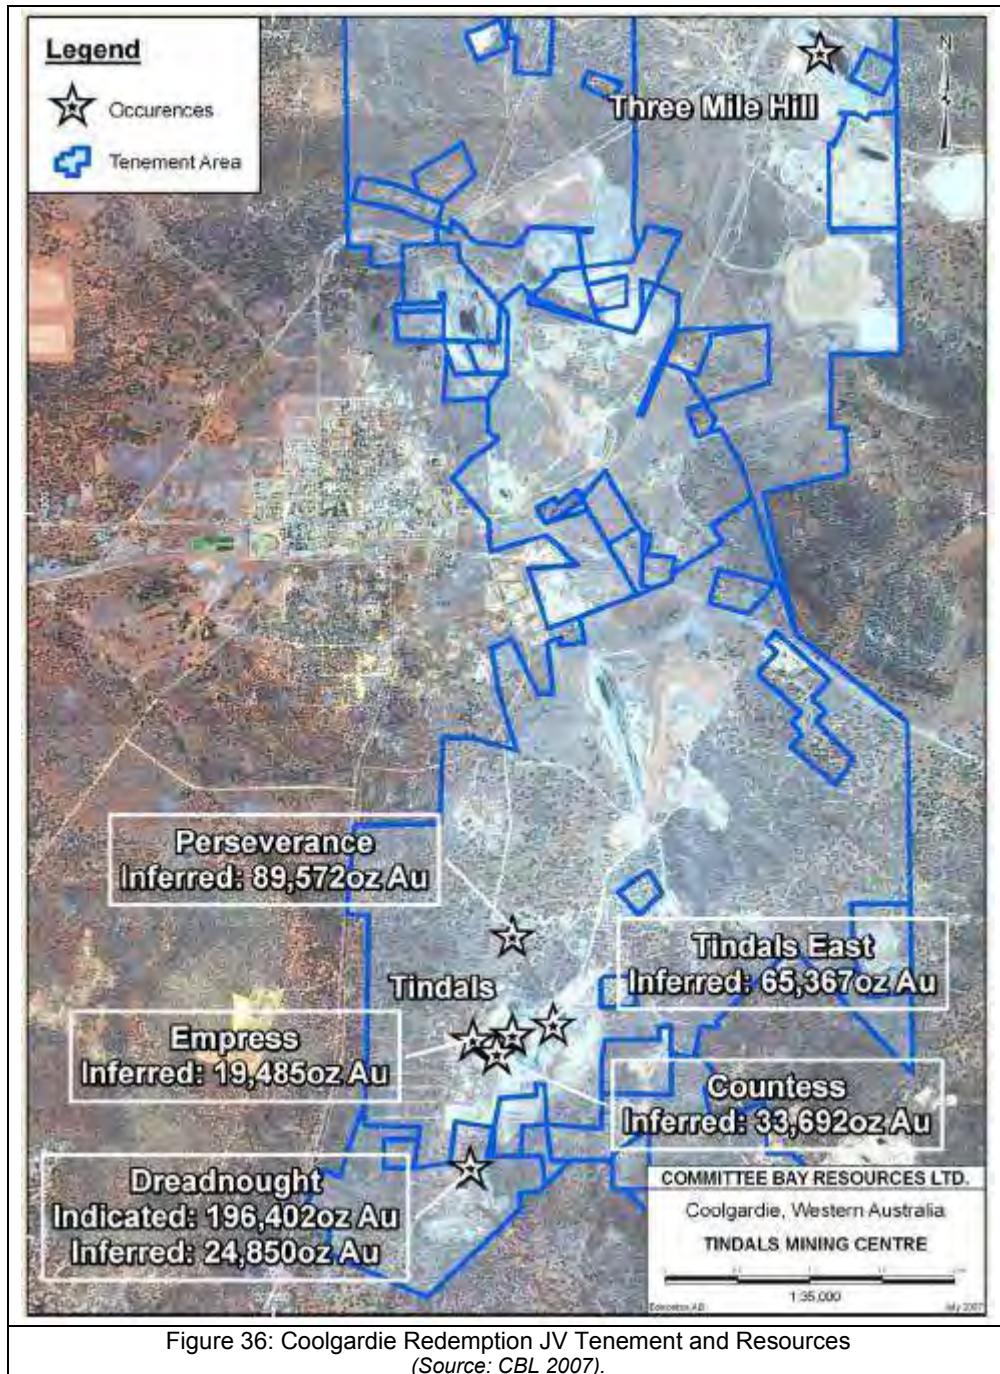 Legend
Occurences
Tenement Area
N
Three Mile Hill
Perseverance
Inferred: 89,572oz Au
Tindals East
Inferred: 65,367oz Au
Tindals
Empress
Inferred: 19,485oz Au
Countess
Inferred: 33,692oz Au
Dreadnought
Indicated: 196,402oz Au
Inferred: 24,850oz Au
COMMITTEE BAY RESOURCES LTD.
Coolgardie, Western Australia
TINDALS MINING CENTRE
1:35,000
Edmonton, AB
July 2007
Figure 36: Coolgardie Redemption JV Tenement and Resources
(Source: CBL 2007).